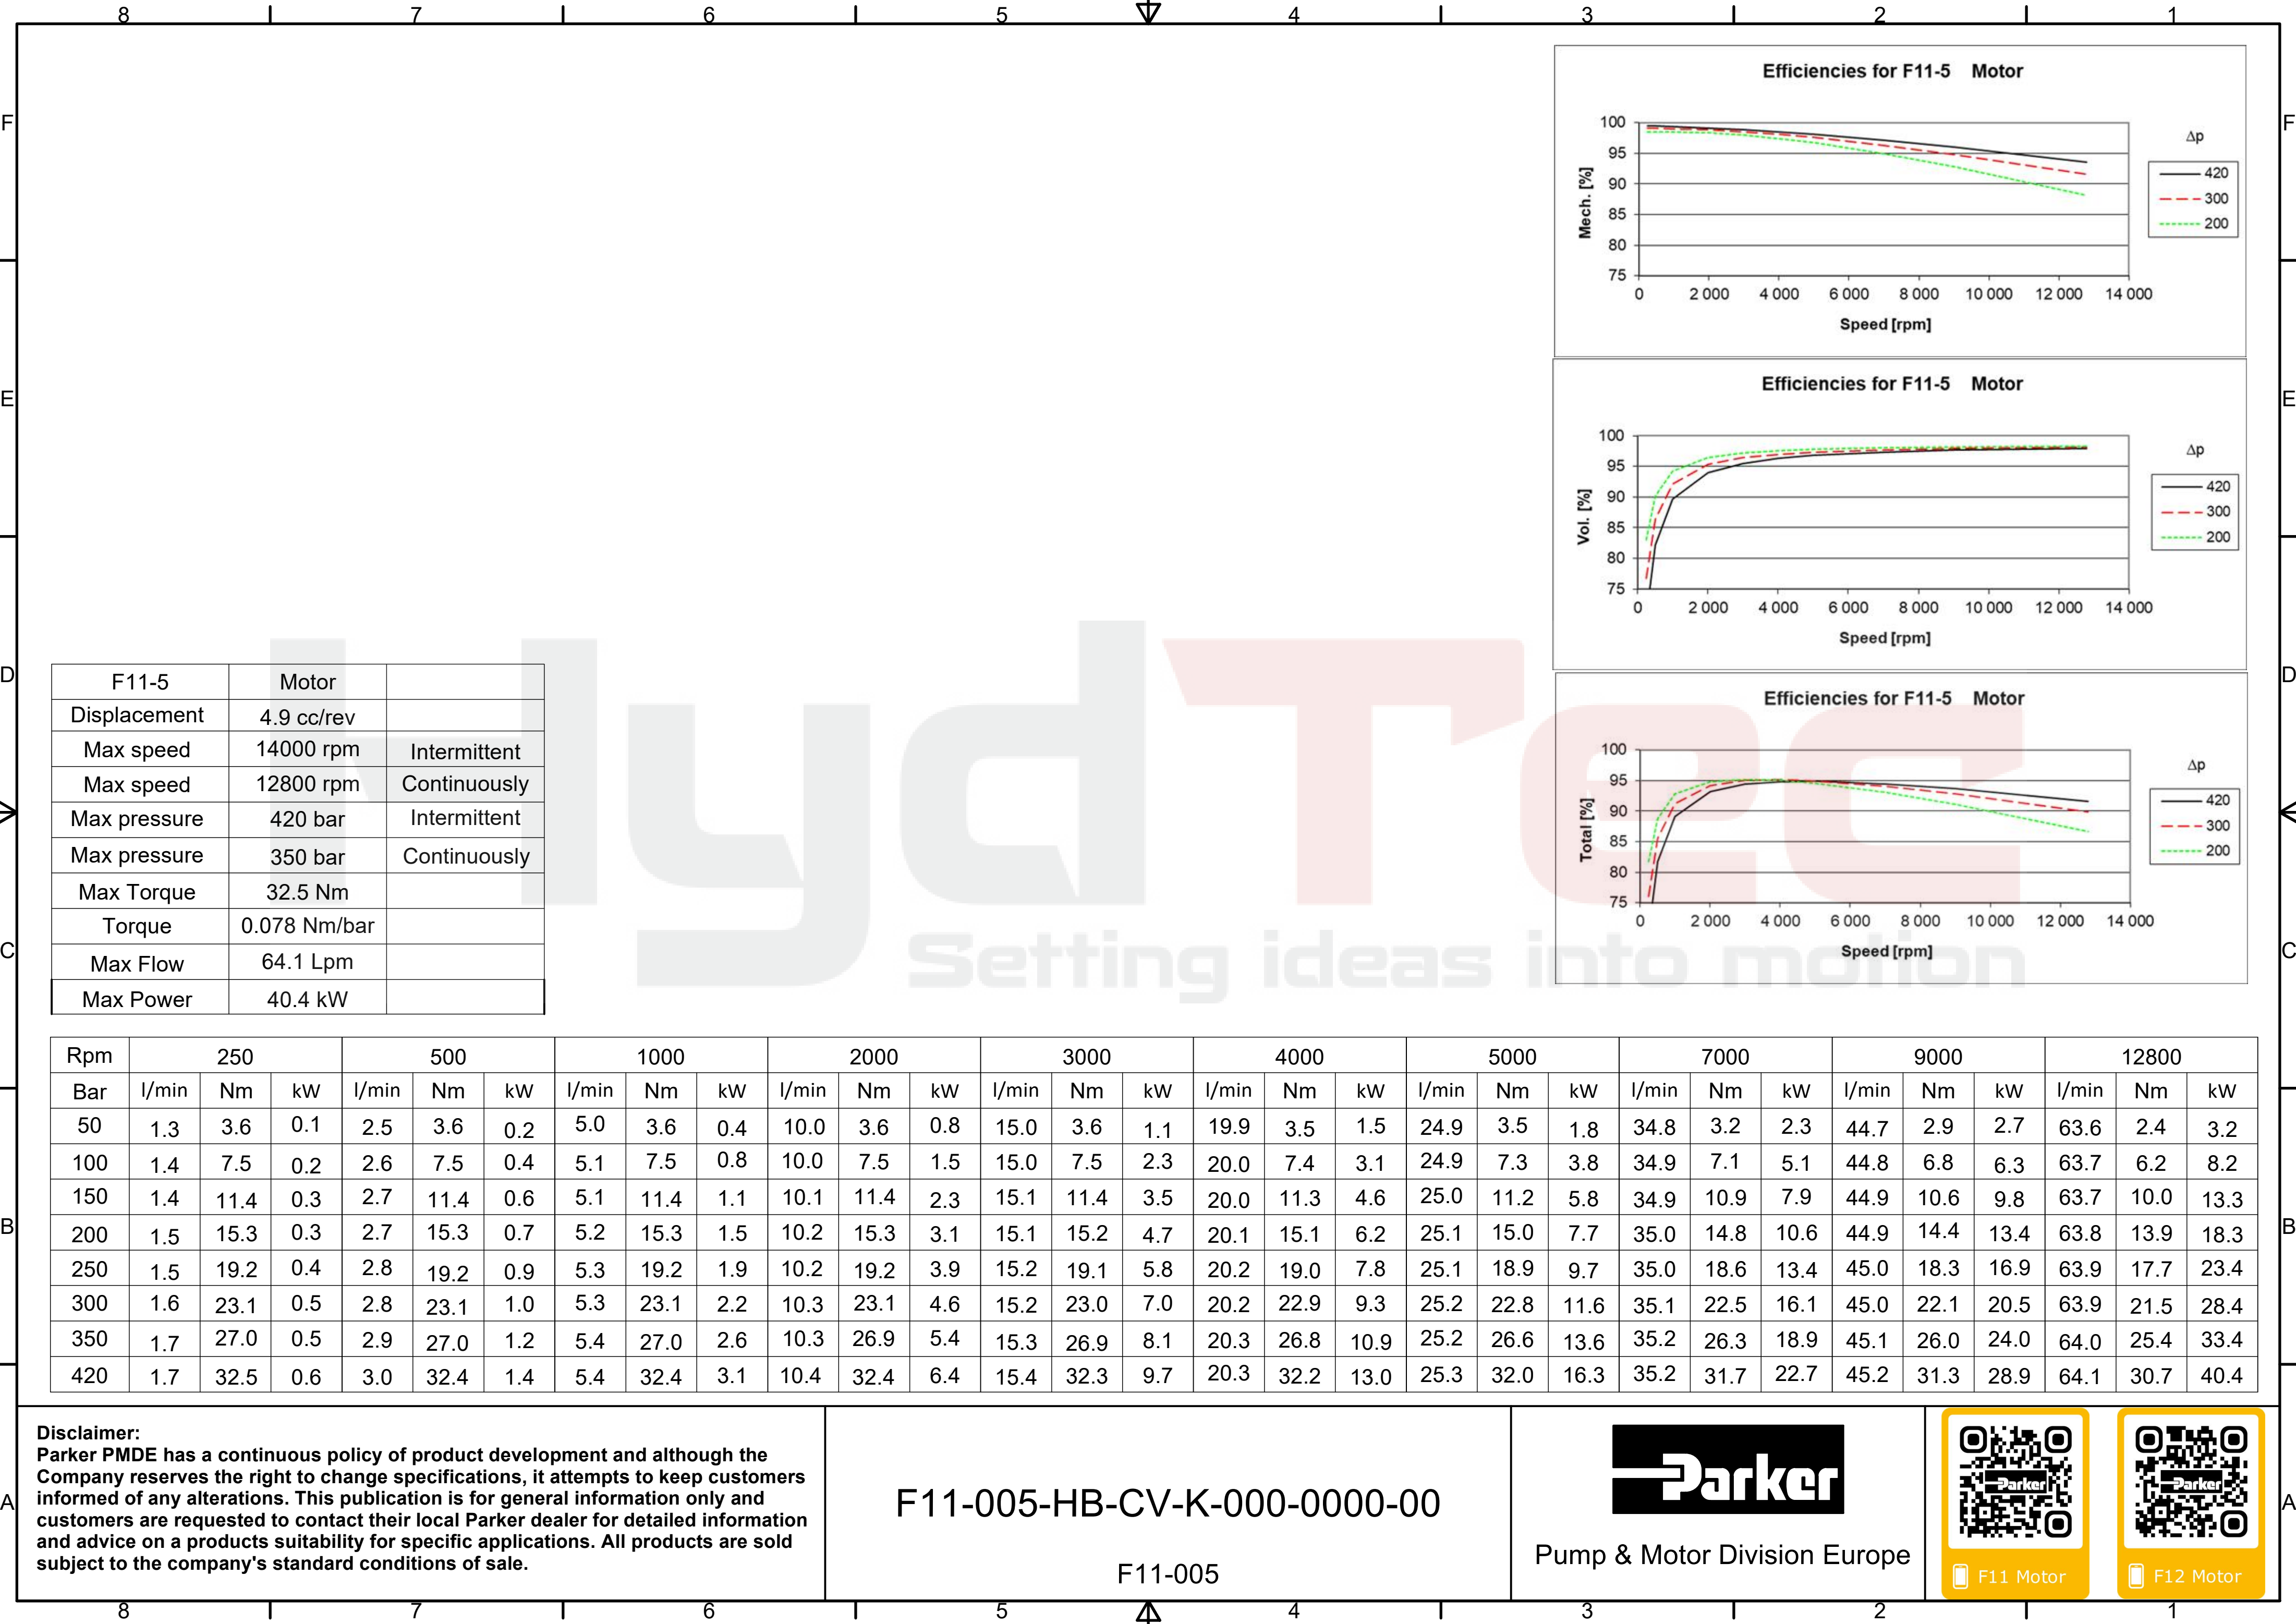 8 7 6 5 4 3 2 1
F F
E E
D D
C C
B B
A A
Efficiencies for F11-5 Motor
Mech. [%]
100
95
90
85
80
75
0 2 000 4 000 6 000 8 000 10 000 12 000 14 000
Speed [rpm]
Δp
420
300
200
Efficiencies for F11-5 Motor
Vol. [%]
100
95
90
85
80
75
0 2 000 4 000 6 000 8 000 10 000 12 000 14 000
Speed [rpm]
Δp
420
300
200
Efficiencies for F11-5 Motor
Total [%]
100
95
90
85
80
75
0 2 000 4 000 6 000 8 000 10 000 12 000 14 000
Speed [rpm]
Δp
420
300
200
HydTec
Setting ideas into motion
F11-5 Motor
Displacement 4.9 cc/rev
Max speed 14000 rpm Intermittent
Max speed 12800 rpm Continuously
Max pressure 420 bar Intermittent
Max pressure 350 bar Continuously
Max Torque 32.5 Nm
Torque 0.078 Nm/bar
Max Flow 64.1 Lpm
Max Power 40.4 kW
Rpm 250 500 1000 2000 3000 4000 5000 7000 9000 12800
Bar l/min Nm kW l/min Nm kW l/min Nm kW l/min Nm kW l/min Nm kW l/min Nm kW l/min Nm kW l/min Nm kW l/min Nm kW l/min Nm kW
50 1.3 3.6 0.1 2.5 3.6 0.2 5.0 3.6 0.4 10.0 3.6 0.8 15.0 3.6 1.1 19.9 3.5 1.5 24.9 3.5 1.8 34.8 3.2 2.3 44.7 2.9 2.7 63.6 2.4 3.2
100 1.4 7.5 0.2 2.6 7.5 0.4 5.1 7.5 0.8 10.0 7.5 1.5 15.0 7.5 2.3 20.0 7.4 3.1 24.9 7.3 3.8 34.9 7.1 5.1 44.8 6.8 6.3 63.7 6.2 8.2
150 1.4 11.4 0.3 2.7 11.4 0.6 5.1 11.4 1.1 10.1 11.4 2.3 15.1 11.4 3.5 20.0 11.3 4.6 25.0 11.2 5.8 34.9 10.9 7.9 44.9 10.6 9.8 63.7 10.0 13.3
200 1.5 15.3 0.3 2.7 15.3 0.7 5.2 15.3 1.5 10.2 15.3 3.1 15.1 15.2 4.7 20.1 15.1 6.2 25.1 15.0 7.7 35.0 14.8 10.6 44.9 14.4 13.4 63.8 13.9 18.3
250 1.5 19.2 0.4 2.8 19.2 0.9 5.3 19.2 1.9 10.2 19.2 3.9 15.2 19.1 5.8 20.2 19.0 7.8 25.1 18.9 9.7 35.0 18.6 13.4 45.0 18.3 16.9 63.9 17.7 23.4
300 1.6 23.1 0.5 2.8 23.1 1.0 5.3 23.1 2.2 10.3 23.1 4.6 15.2 23.0 7.0 20.2 22.9 9.3 25.2 22.8 11.6 35.1 22.5 16.1 45.0 22.1 20.5 63.9 21.5 28.4
350 1.7 27.0 0.5 2.9 27.0 1.2 5.4 27.0 2.6 10.3 26.9 5.4 15.3 26.9 8.1 20.3 26.8 10.9 25.2 26.6 13.6 35.2 26.3 18.9 45.1 26.0 24.0 64.0 25.4 33.4
420 1.7 32.5 0.6 3.0 32.4 1.4 5.4 32.4 3.1 10.4 32.4 6.4 15.4 32.3 9.7 20.3 32.2 13.0 25.3 32.0 16.3 35.2 31.7 22.7 45.2 31.3 28.9 64.1 30.7 40.4
Disclaimer:
Parker PMDE has a continuous policy of product development and although the
Company reserves the right to change specifications, it attempts to keep customers
informed of any alterations. This publication is for general information only and
customers are requested to contact their local Parker dealer for detailed information
and advice on a products suitability for specific applications. All products are sold
subject to the company's standard conditions of sale.
F11-005-HB-CV-K-000-0000-00
F11-005
Parker
Pump & Motor Division Europe
Parker
F11 Motor
Parker
F12 Motor
8 7 6 5 4 3 2 1